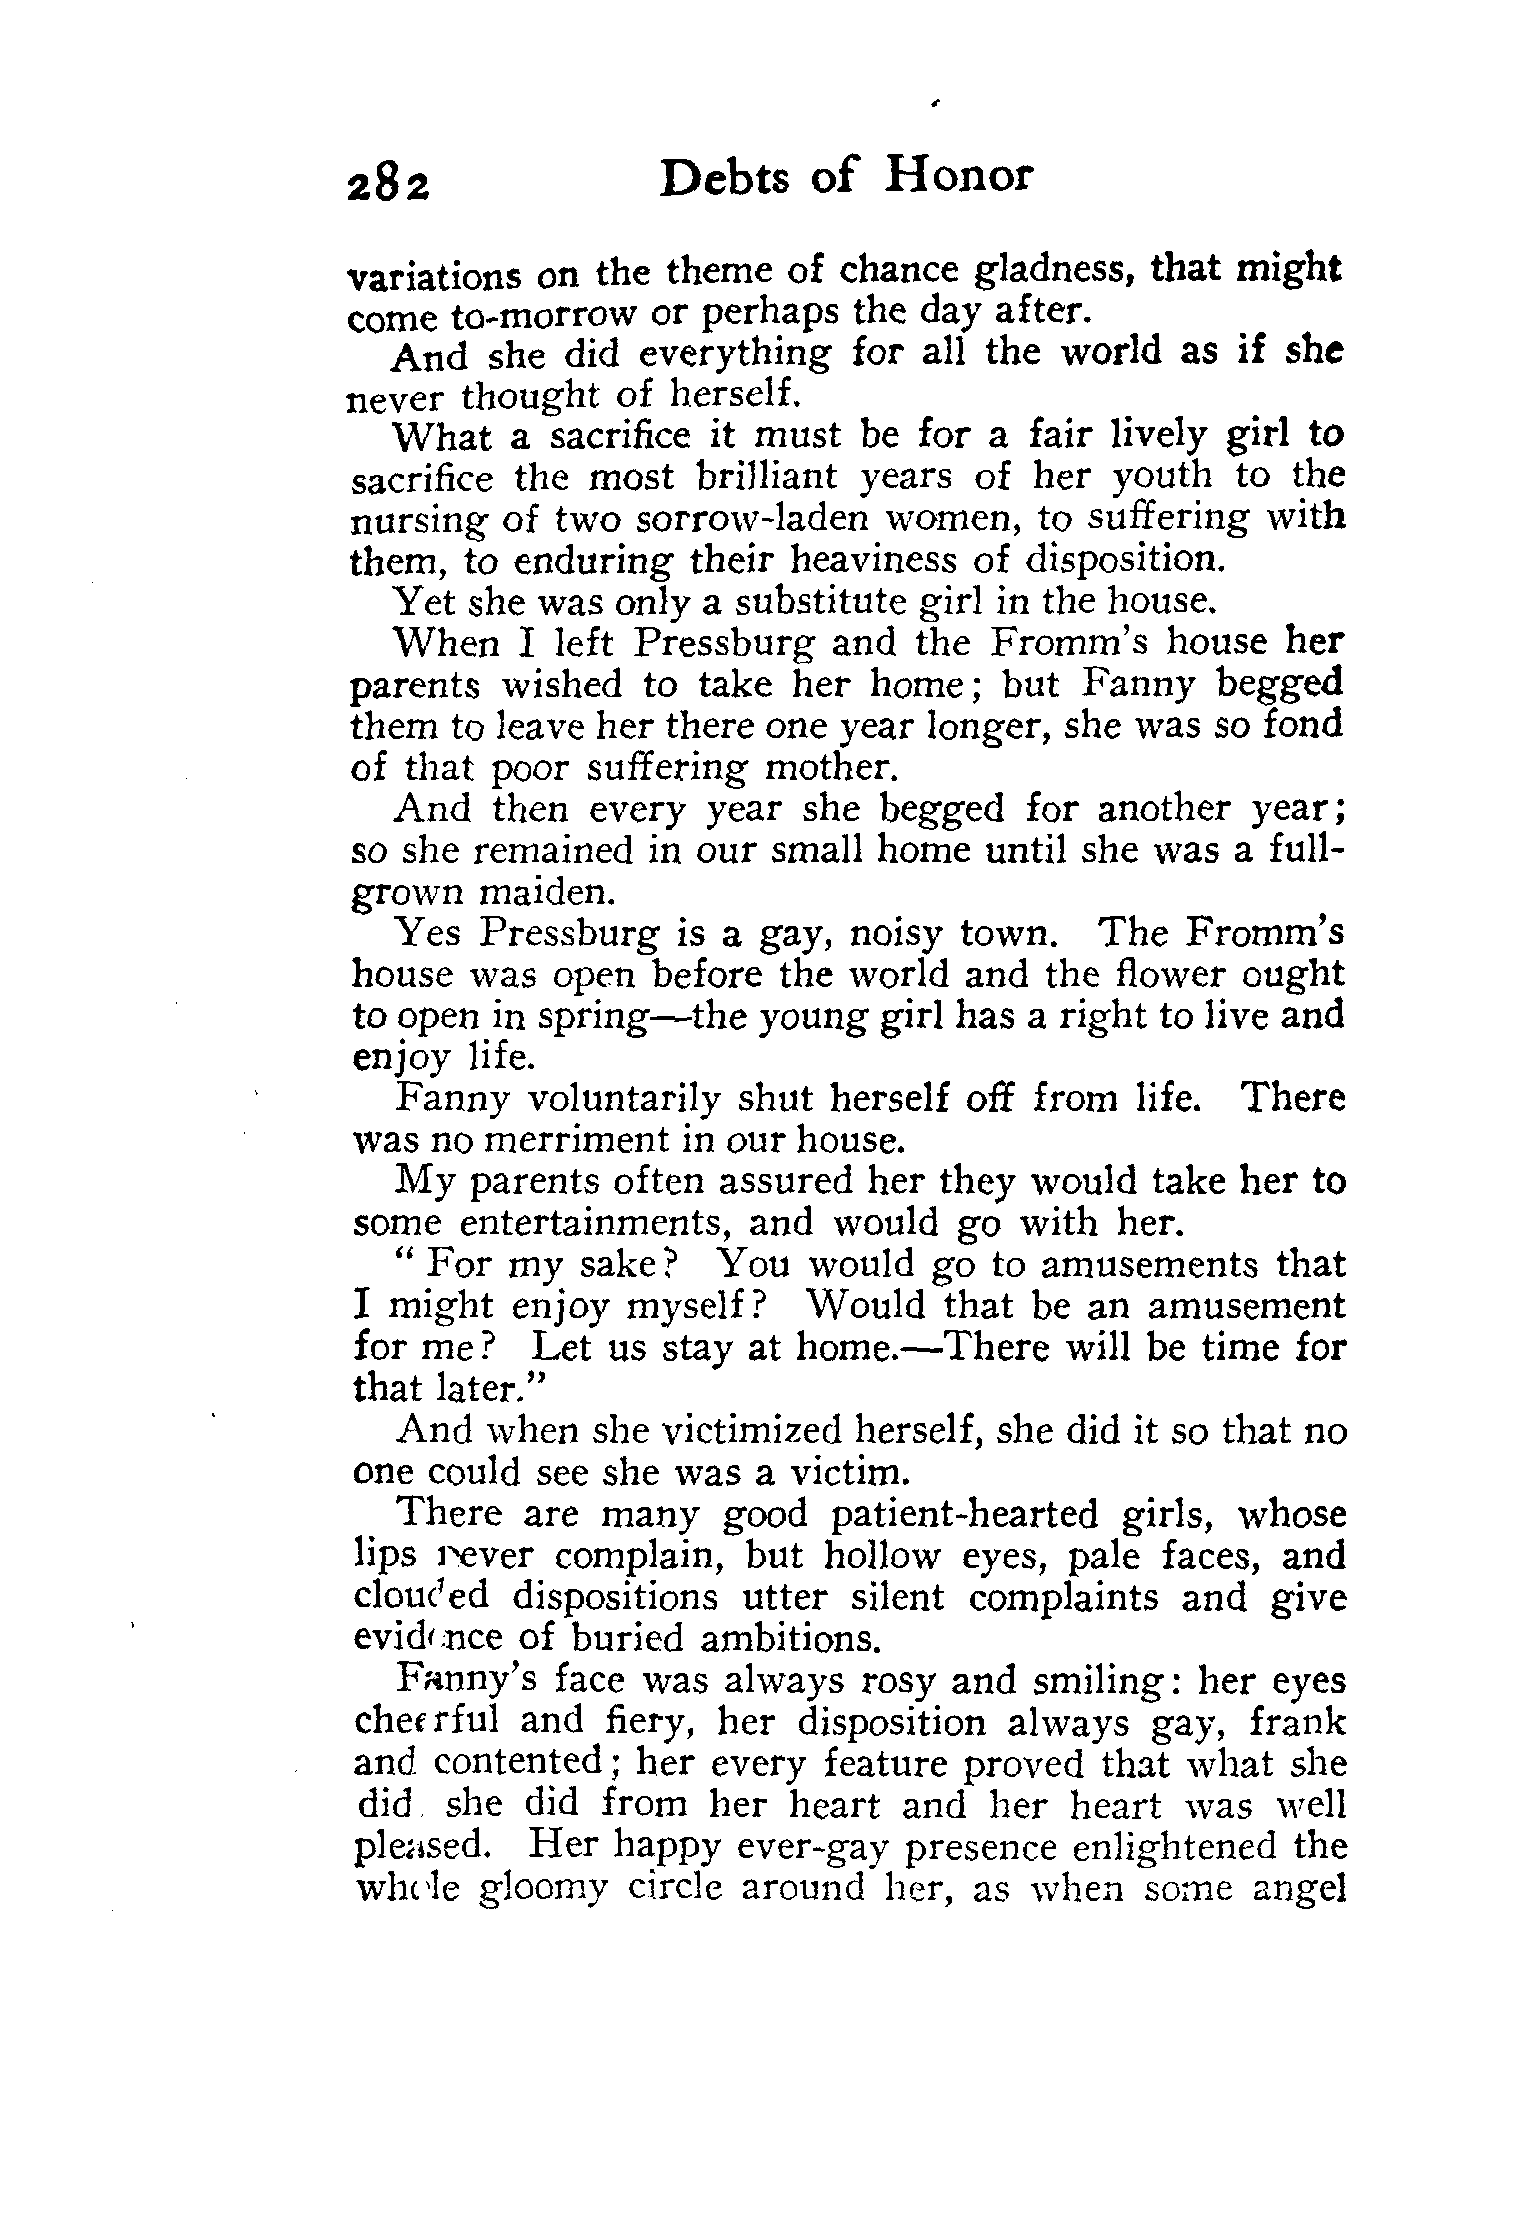 282 Debts of Honor
variations on the theme of chance gladness, that might
come to-morrow or perhaps the day after.
And she did everything for all the world as if she
never thought of herself.
What a sacrifice it must be for a fair lively girl to
sacrifice the most brilliant years of her youth to the
nursing of two sorrow-laden women, to suffering with
them, to enduring their heaviness of disposition.
Yet she was only a substitute girl in the house.
When I left Pressburg and the Fromm's house her
parents wished to take her home; but Fanny begged
them to leave her there one year longer, she was so fond
of that poor suffering mother.
And then every year she begged for another year;
so she remained in our small home until she was a full-
grown maiden.
Yes Pressburg is a gay, noisy town. The Fromm's
house was open before the world and the flower ought
to open in spring—the young girl has a right to live and
enjoy life.
Fanny voluntarily shut herself off from life. There
was no merriment in our house.
My parents often assured her they would take her to
some entertainments, and would go with her.
“ For my sake? You would go to amusements that
I might enjoy myself? Would that be an amusement
for me? Let us stay at home.—There will be time for
that later.”
And when she victimized herself, she did it so that no
one could see she was a victim.
There are many good patient-hearted girls, whose
lips never complain, but hollow eyes, pale faces, and
clouded dispositions utter silent complaints and give
evidence of buried ambitions.
Fanny's face was always rosy and smiling: her eyes
cheerful and fiery, her disposition always gay, frank
and contented; her every feature proved that what she
did, she did from her heart and her heart was well
pleased. Her happy ever-gay presence enlightened the
whole gloomy circle around her, as when some angel